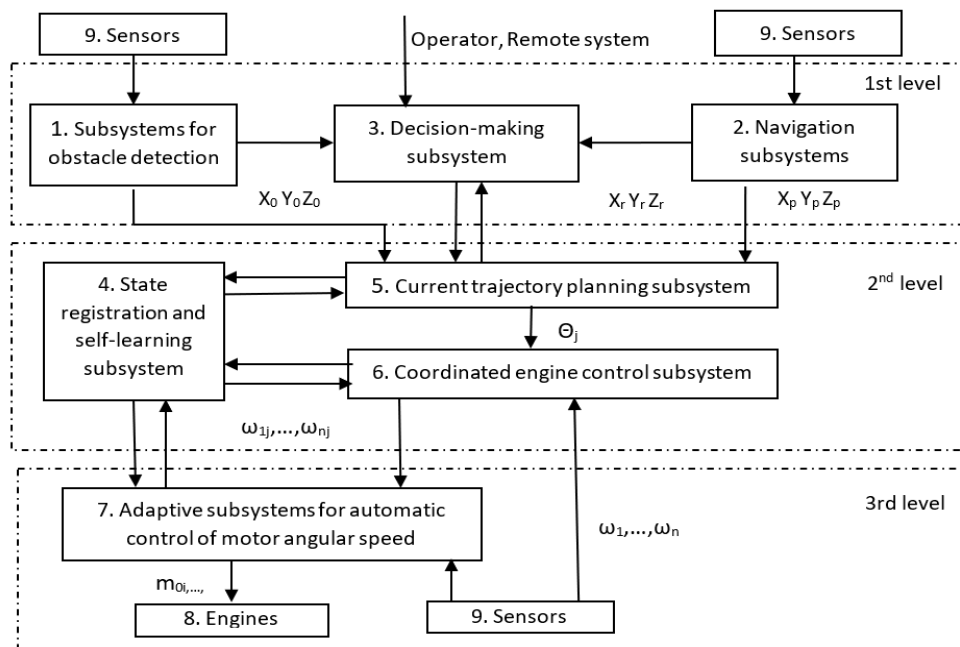 9. Sensors
Operator, Remote system
9. Sensors
1st level
1. Subsystems for
obstacle detection
3. Decision-making
subsystem
2. Navigation
subsystems
X₀ Y₀ Z₀
Xᵣ Yᵣ Zᵣ
Xₚ Yₚ Zₚ
2ⁿᵈ level
4. State
registration and
self-learning
subsystem
5. Current trajectory planning subsystem
Θⱼ
6. Coordinated engine control subsystem
ω₁ⱼ,…,ωₙⱼ
3rd level
7. Adaptive subsystems for automatic
control of motor angular speed
ω₁,…,ωₙ
m₀ᵢ,…,
8. Engines
9. Sensors